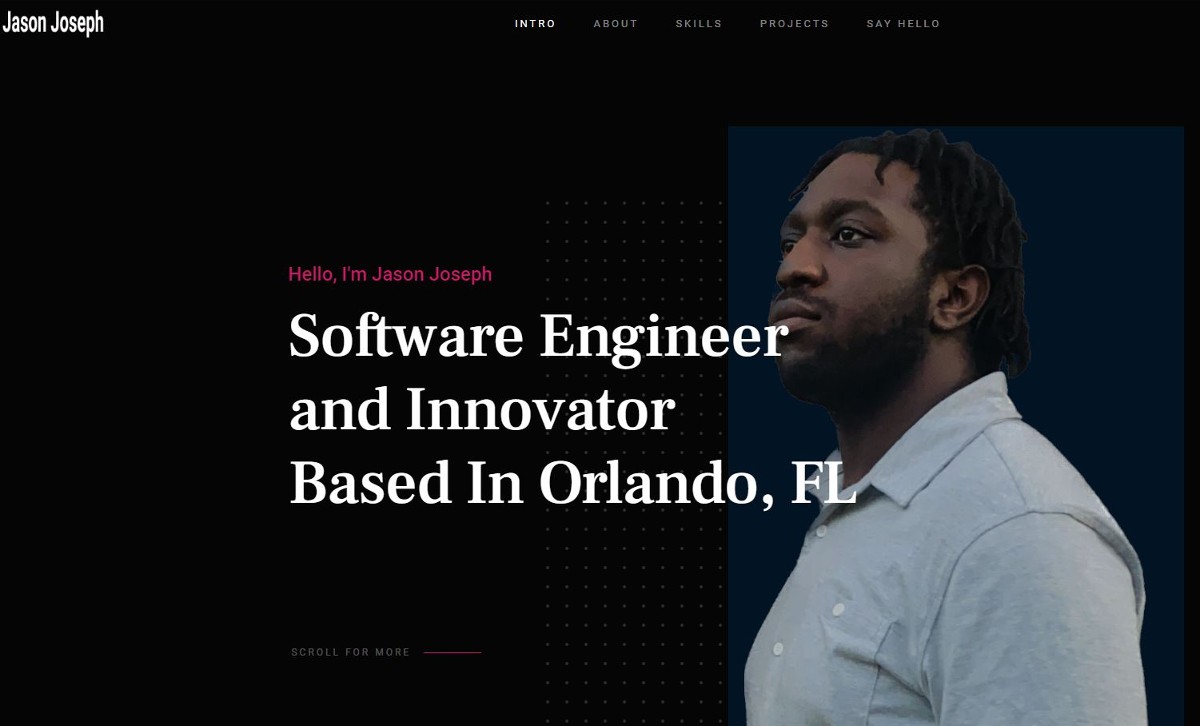 Jason Joseph
INTRO ABOUT SKILLS PROJECTS SAY HELLO
Hello, I'm Jason Joseph
Software Engineer
and Innovator
Based In Orlando, FL
SCROLL FOR MORE